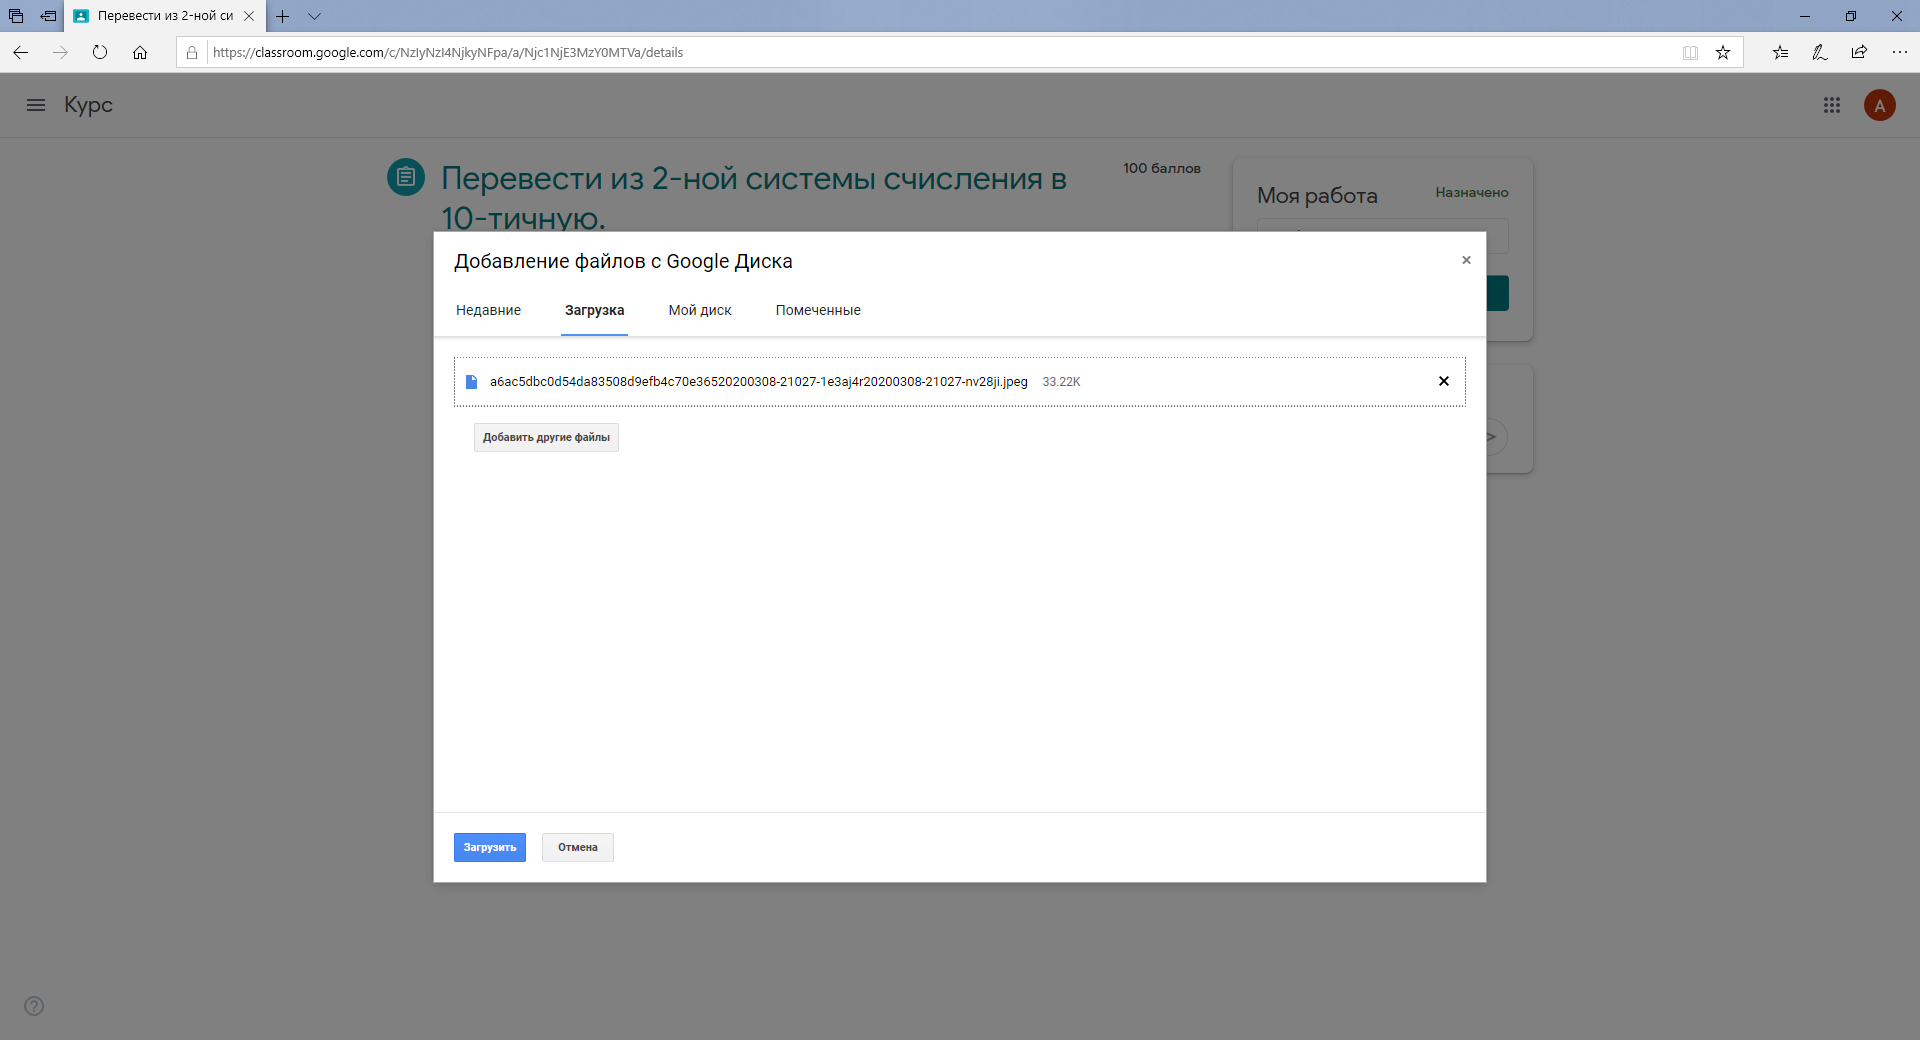 Перевести из 2-ной си
https://classroom.google.com/c/NzIyNzI4NjkyNFpa/a/Njc1NjE3MzY0MTVa/details
Курс
A
Перевести из 2-ной системы счисления в
10-тичную.
100 баллов
Моя работа
Назначено
Добавление файлов с Google Диска
Недавние
Загрузка
Мой диск
Помеченные
a6ac5dbc0d54da83508d9efb4c70e36520200308-21027-1e3aj4r20200308-21027-nv28ji.jpeg 33.22K
Добавить другие файлы
Загрузить
Отмена